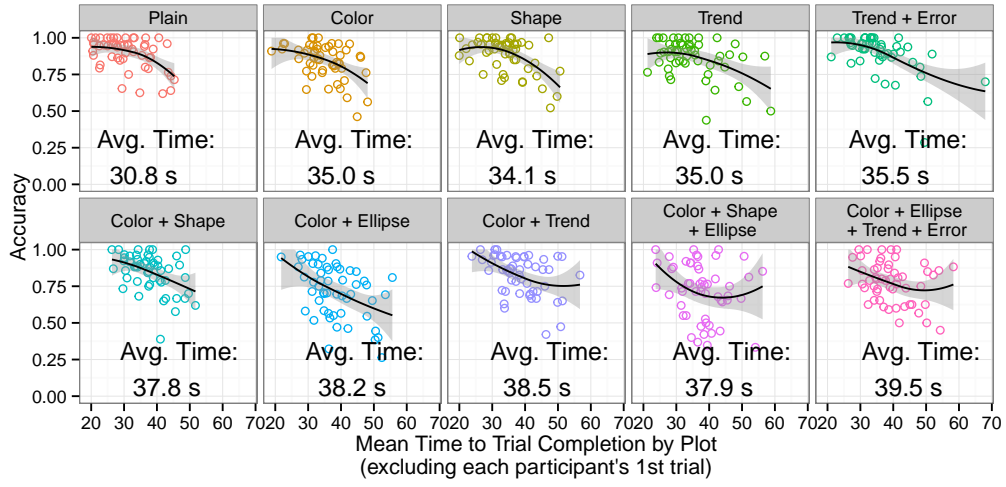 Plain Color Shape Trend Trend + Error
1.00
0.75
0.50
0.25
0.00
Avg. Time: Avg. Time: Avg. Time: Avg. Time: Avg. Time:
30.8 s 35.0 s 34.1 s 35.0 s 35.5 s
Accuracy
Color + Shape Color + Ellipse Color + Trend Color + Shape Color + Ellipse
+ Ellipse + Trend + Error
1.00
0.75
0.50
0.25
0.00
Avg. Time: Avg. Time: Avg. Time: Avg. Time: Avg. Time:
37.8 s 38.2 s 38.5 s 37.9 s 39.5 s
20 30 40 50 60 70 20 30 40 50 60 70 20 30 40 50 60 70 20 30 40 50 60 70 20 30 40 50 60 70
Mean Time to Trial Completion by Plot
(excluding each participant's 1st trial)